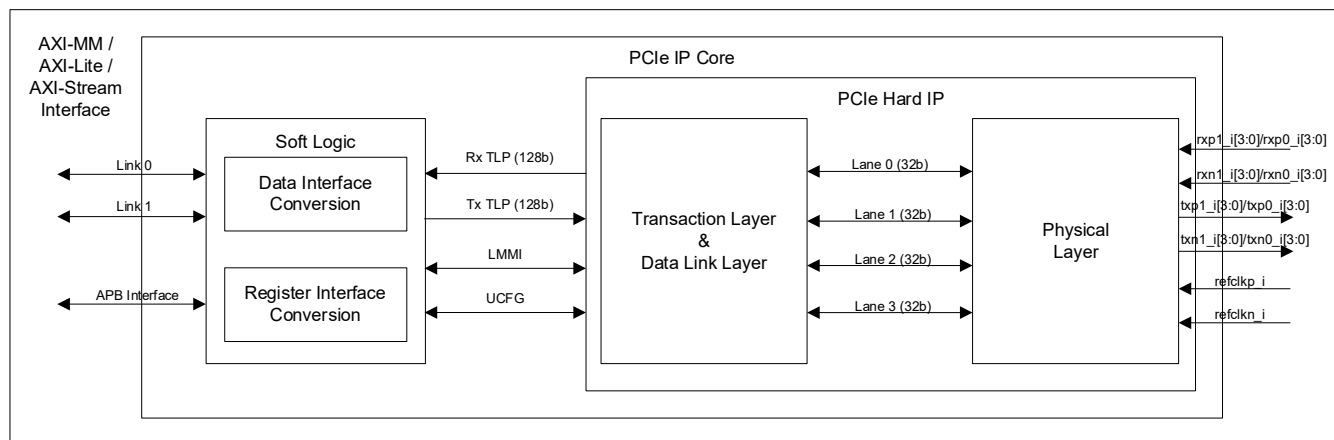 AXI-MM /
AXI-Lite /
AXI-Stream
Interface
PCIe IP Core
PCIe Hard IP
Soft Logic
Data Interface
Conversion
Register Interface
Conversion
Link 0
Link 1
APB Interface
Rx TLP (128b)
Tx TLP (128b)
LMMI
UCFG
Transaction Layer
&
Data Link Layer
Lane 0 (32b)
Lane 1 (32b)
Lane 2 (32b)
Lane 3 (32b)
Physical
Layer
rxp1_i[3:0]/rxp0_i[3:0]
rxn1_i[3:0]/rxn0_i[3:0]
txp1_i[3:0]/txp0_i[3:0]
txn1_i[3:0]/txn0_i[3:0]
refclkp_i
refclkn_i